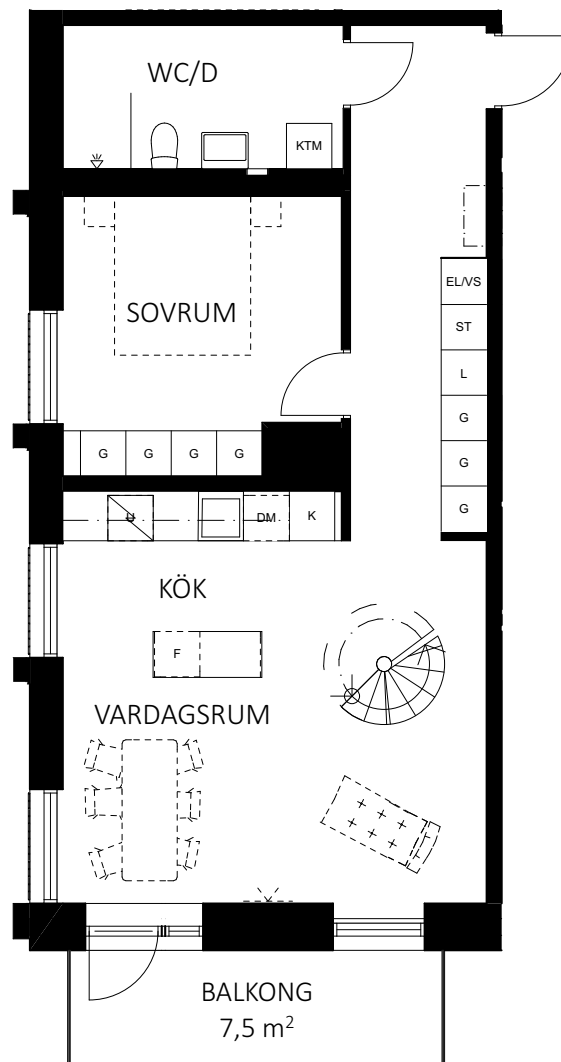 WC/D
KTM
EL/VS
SOVRUM
ST
L
G
G
G
G
G
G
G
U
DM
K
KÖK
F
VARDAGSRUM
BALKONG
7,5 m²